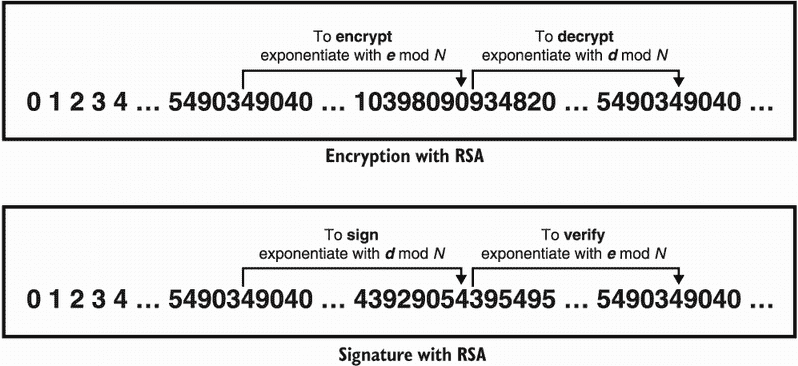 To encrypt
exponentiate with e mod N
To decrypt
exponentiate with d mod N
0 1 2 3 4 ... 5490349040 ... 10398090934820 ... 5490349040 ...
Encryption with RSA
To sign
exponentiate with d mod N
To verify
exponentiate with e mod N
0 1 2 3 4 ... 5490349040 ... 43929054395495 ... 5490349040 ...
Signature with RSA